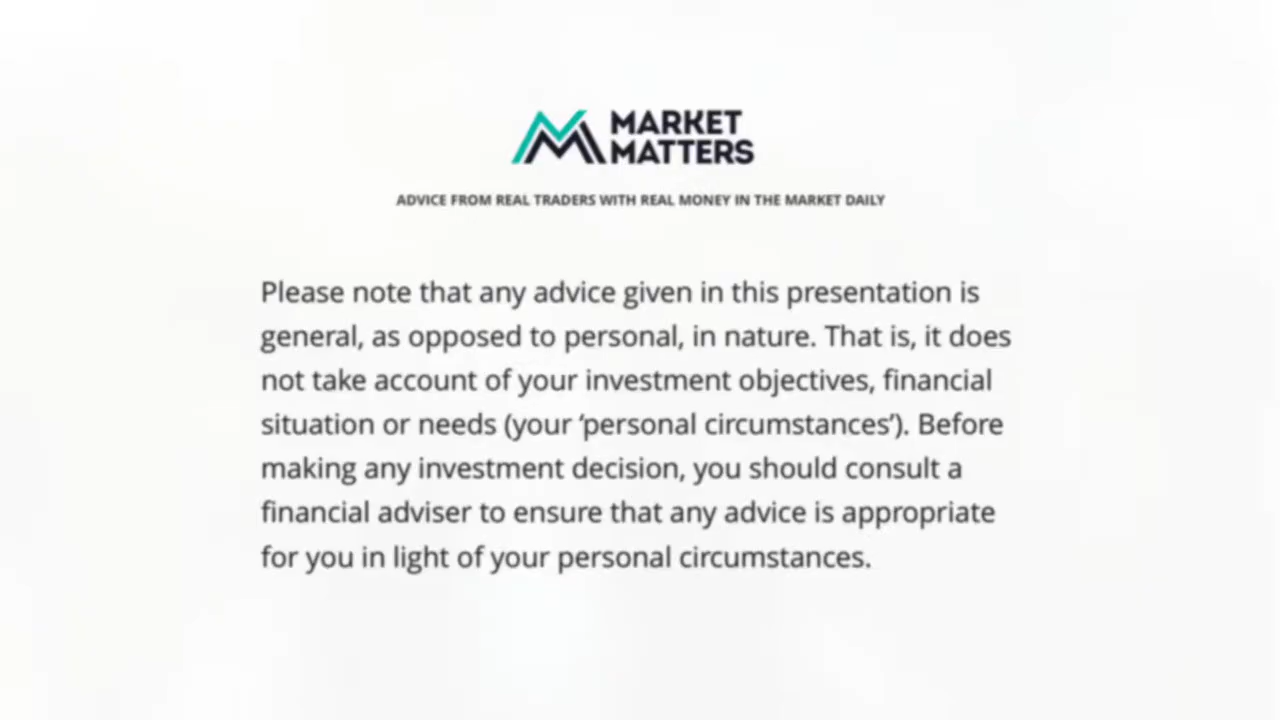 MARKET
MATTERS
ADVICE FROM REAL TRADERS WITH REAL MONEY IN THE MARKET DAILY
Please note that any advice given in this presentation is
general, as opposed to personal, in nature. That is, it does
not take account of your investment objectives, financial
situation or needs (your ‘personal circumstances’). Before
making any investment decision, you should consult a
financial adviser to ensure that any advice is appropriate
for you in light of your personal circumstances.